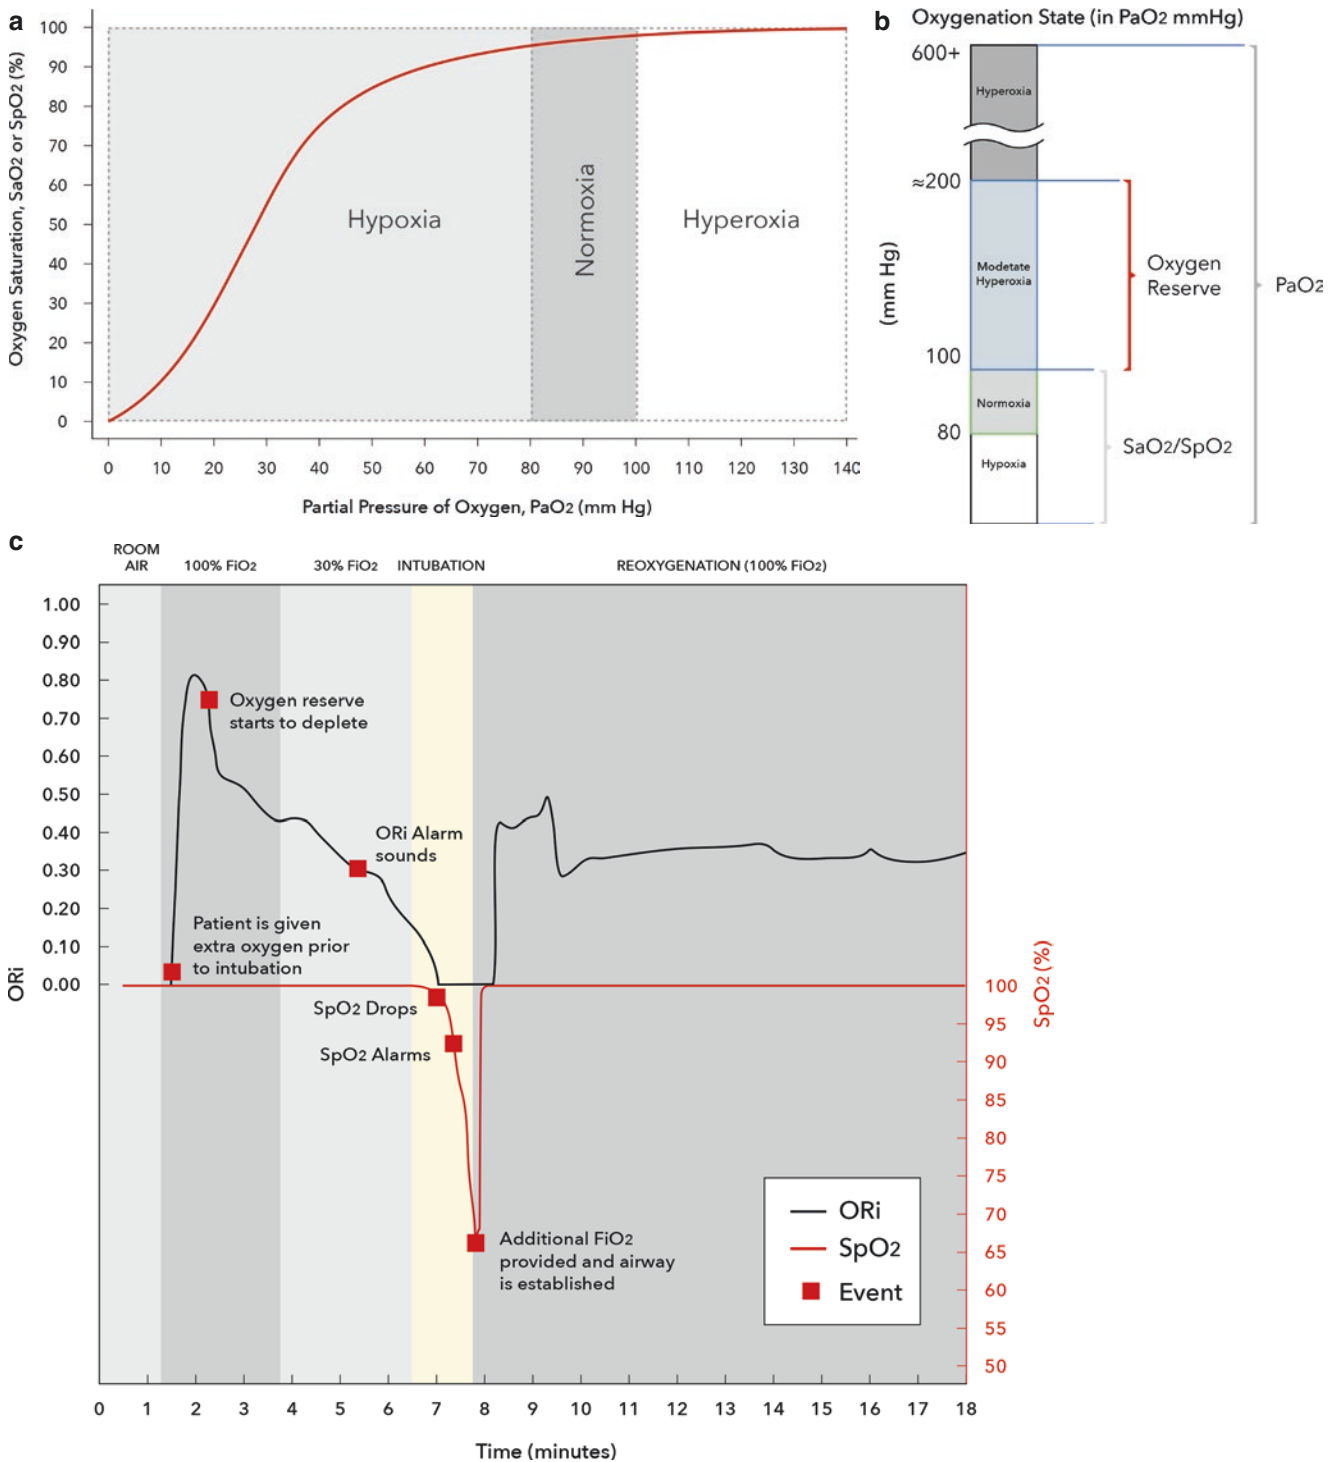 a
Oxygen Saturation, SaO2 or SpO2 (%)
100
90
80
70
60
50
40
30
20
10
0
Hypoxia
Normoxia
Hyperoxia
0 10 20 30 40 50 60 70 80 90 100 110 120 130 140
Partial Pressure of Oxygen, PaO2 (mm Hg)
b
Oxygenation State (in PaO2 mmHg)
600+
≈200
100
80
(mm Hg)
Hyperoxia
Modetate
Hyperoxia
Normoxia
Hypoxia
Oxygen
Reserve
SaO2/SpO2
PaO2
c
ROOM
AIR
100% FiO2
30% FiO2
INTUBATION
REOXYGENATION (100% FiO2)
ORi
1.00
0.90
0.80
0.70
0.60
0.50
0.40
0.30
0.20
0.10
0.00
Oxygen reserve
starts to deplete
ORi Alarm
sounds
Patient is given
extra oxygen prior
to intubation
SpO2 Drops
SpO2 Alarms
Additional FiO2
provided and airway
is established
SpO2 (%)
100
95
90
85
80
75
70
65
60
55
50
ORi
SpO2
Event
0 1 2 3 4 5 6 7 8 9 10 11 12 13 14 15 16 17 18
Time (minutes)